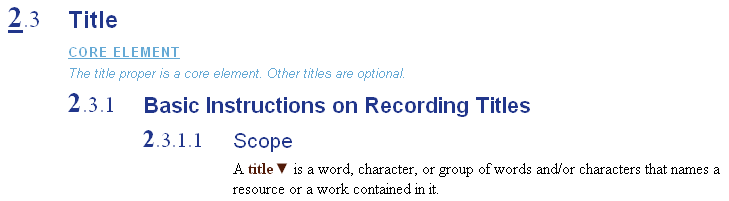 2.3 Title
CORE ELEMENT
The title proper is a core element. Other titles are optional.
2.3.1 Basic Instructions on Recording Titles
2.3.1.1 Scope
A title▼ is a word, character, or group of words and/or characters that names a
resource or a work contained in it.